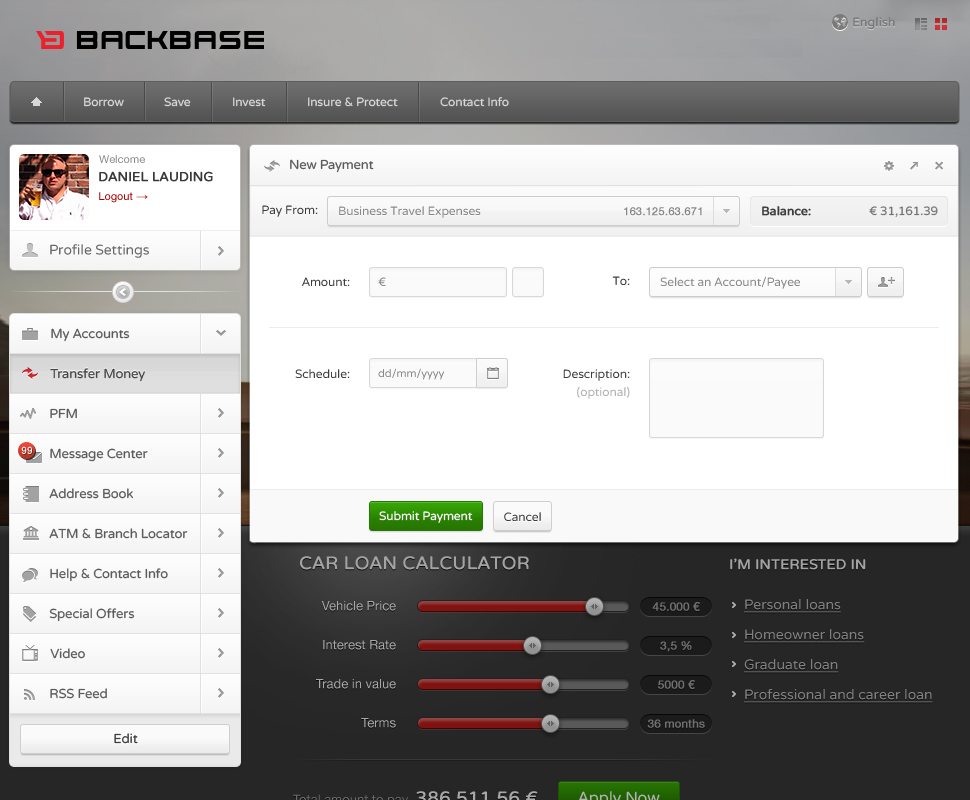 BACKBASE
English
Borrow
Save
Invest
Insure & Protect
Contact Info
Welcome
DANIEL LAUDING
Logout →
Profile Settings
My Accounts
Transfer Money
PFM
99
Message Center
Address Book
ATM & Branch Locator
Help & Contact Info
Special Offers
Video
RSS Feed
Edit
New Payment
Pay From:
Business Travel Expenses 163.125.63.671
Balance: € 31,161.39
Amount:
€
To:
Select an Account/Payee
Schedule:
dd/mm/yyyy
Description:
(optional)
Submit Payment
Cancel
CAR LOAN CALCULATOR
Vehicle Price 45.000 €
Interest Rate 3,5 %
Trade in value 5000 €
Terms 36 months
Total amount to pay 386.511,56 €
Apply Now
I'M INTERESTED IN
Personal loans
Homeowner loans
Graduate loan
Professional and career loan